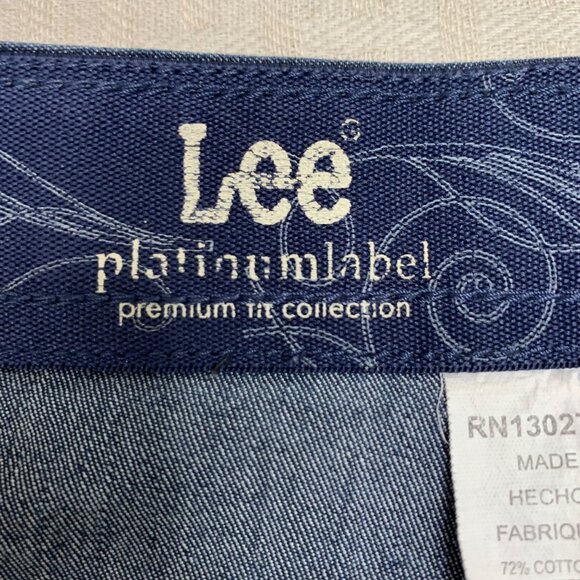 Lee
platinumlabel
premium fit collection
RN1302
MADE
HECHO
FABRIQU
72% COTTO